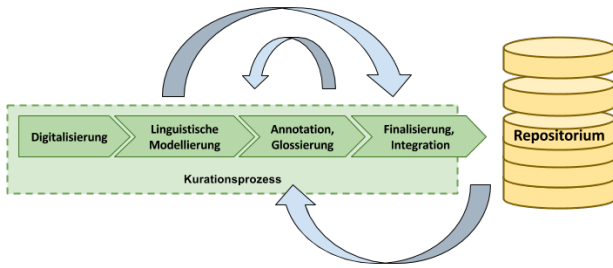 Digitalisierung
Linguistische
Modellierung
Annotation,
Glossierung
Finalisierung,
Integration
Repositorium
Kurationsprozess